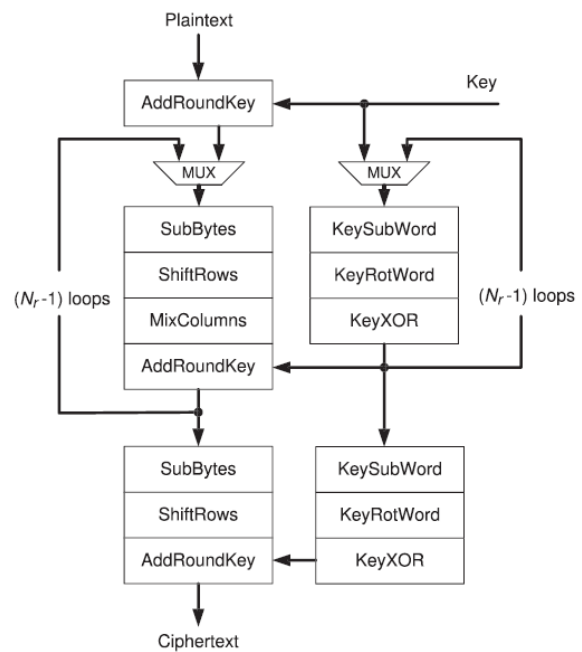 Plaintext
AddRoundKey
Key
MUX
MUX
SubBytes
KeySubWord
ShiftRows
KeyRotWord
(Nr-1) loops
(Nr-1) loops
MixColumns
KeyXOR
AddRoundKey
SubBytes
KeySubWord
ShiftRows
KeyRotWord
AddRoundKey
KeyXOR
Ciphertext